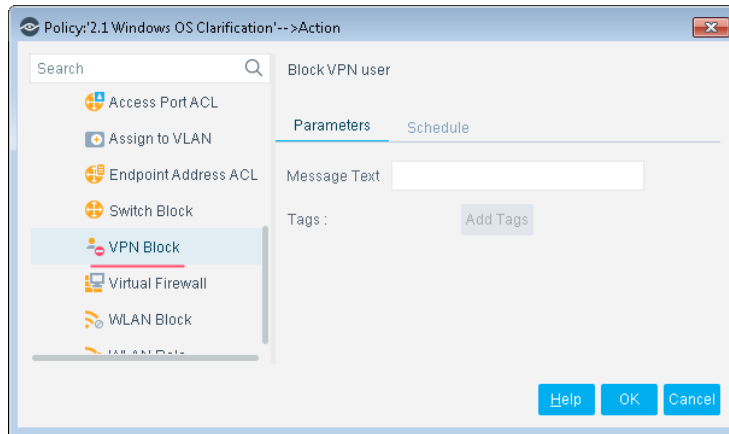 Policy:'2.1 Windows OS Clarification'-->Action
Search
Access Port ACL
Assign to VLAN
Endpoint Address ACL
Switch Block
VPN Block
Virtual Firewall
WLAN Block
Block VPN user
Parameters Schedule
Message Text
Tags : Add Tags
Help OK Cancel